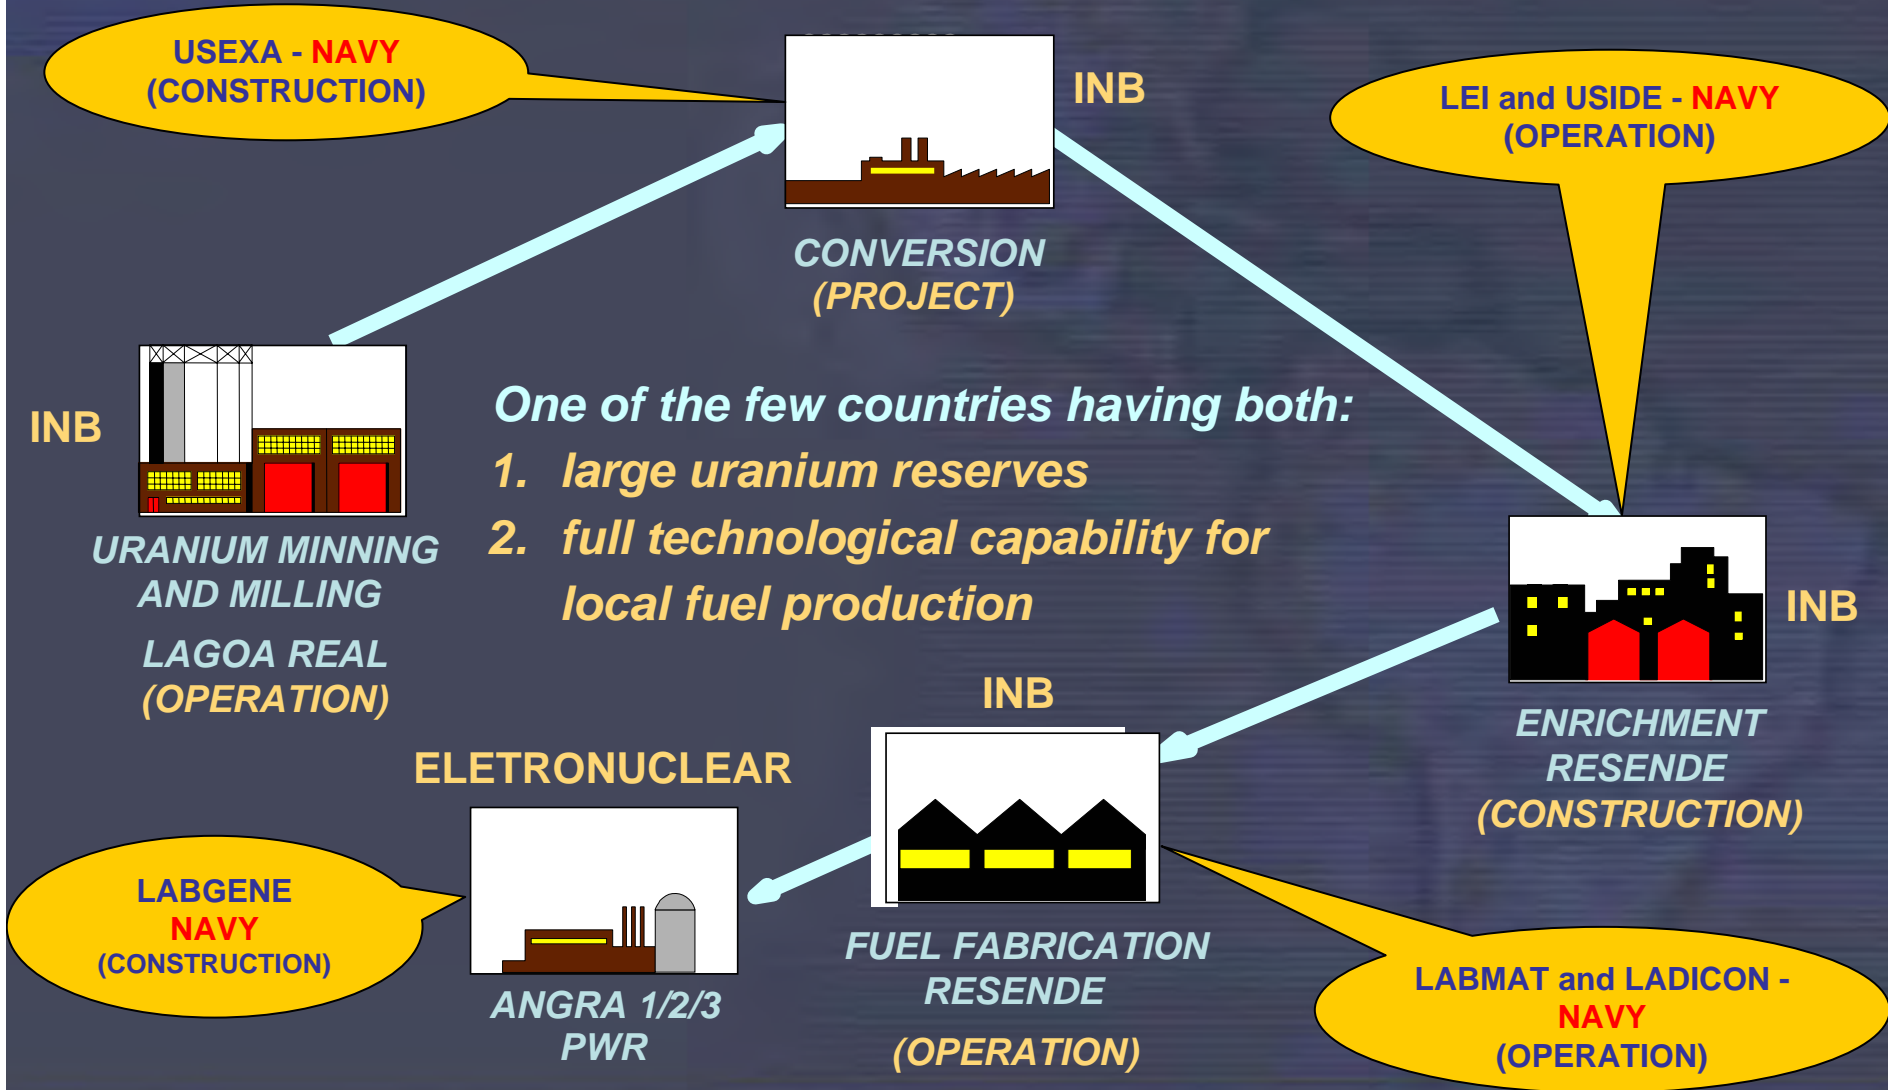 USEXA - NAVY
(CONSTRUCTION)
INB
LEI and USIDE - NAVY
(OPERATION)
CONVERSION
(PROJECT)
INB
One of the few countries having both:
1. large uranium reserves
2. full technological capability for
local fuel production
URANIUM MINNING
AND MILLING
LAGOA REAL
(OPERATION)
INB
ENRICHMENT
RESENDE
(CONSTRUCTION)
INB
FUEL FABRICATION
RESENDE
(OPERATION)
ELETRONUCLEAR
ANGRA 1/2/3
PWR
LABGENE
NAVY
(CONSTRUCTION)
LABMAT and LADICON -
NAVY
(OPERATION)